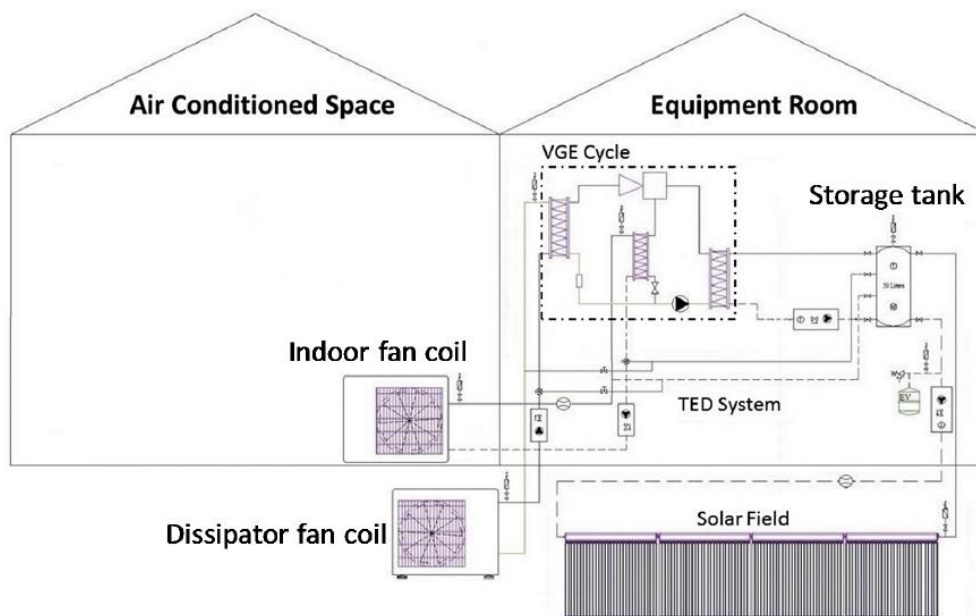 Air Conditioned Space
Equipment Room
VGE Cycle
Storage tank
50 Liters
Indoor fan coil
TED System
EV
Solar Field
Dissipator fan coil